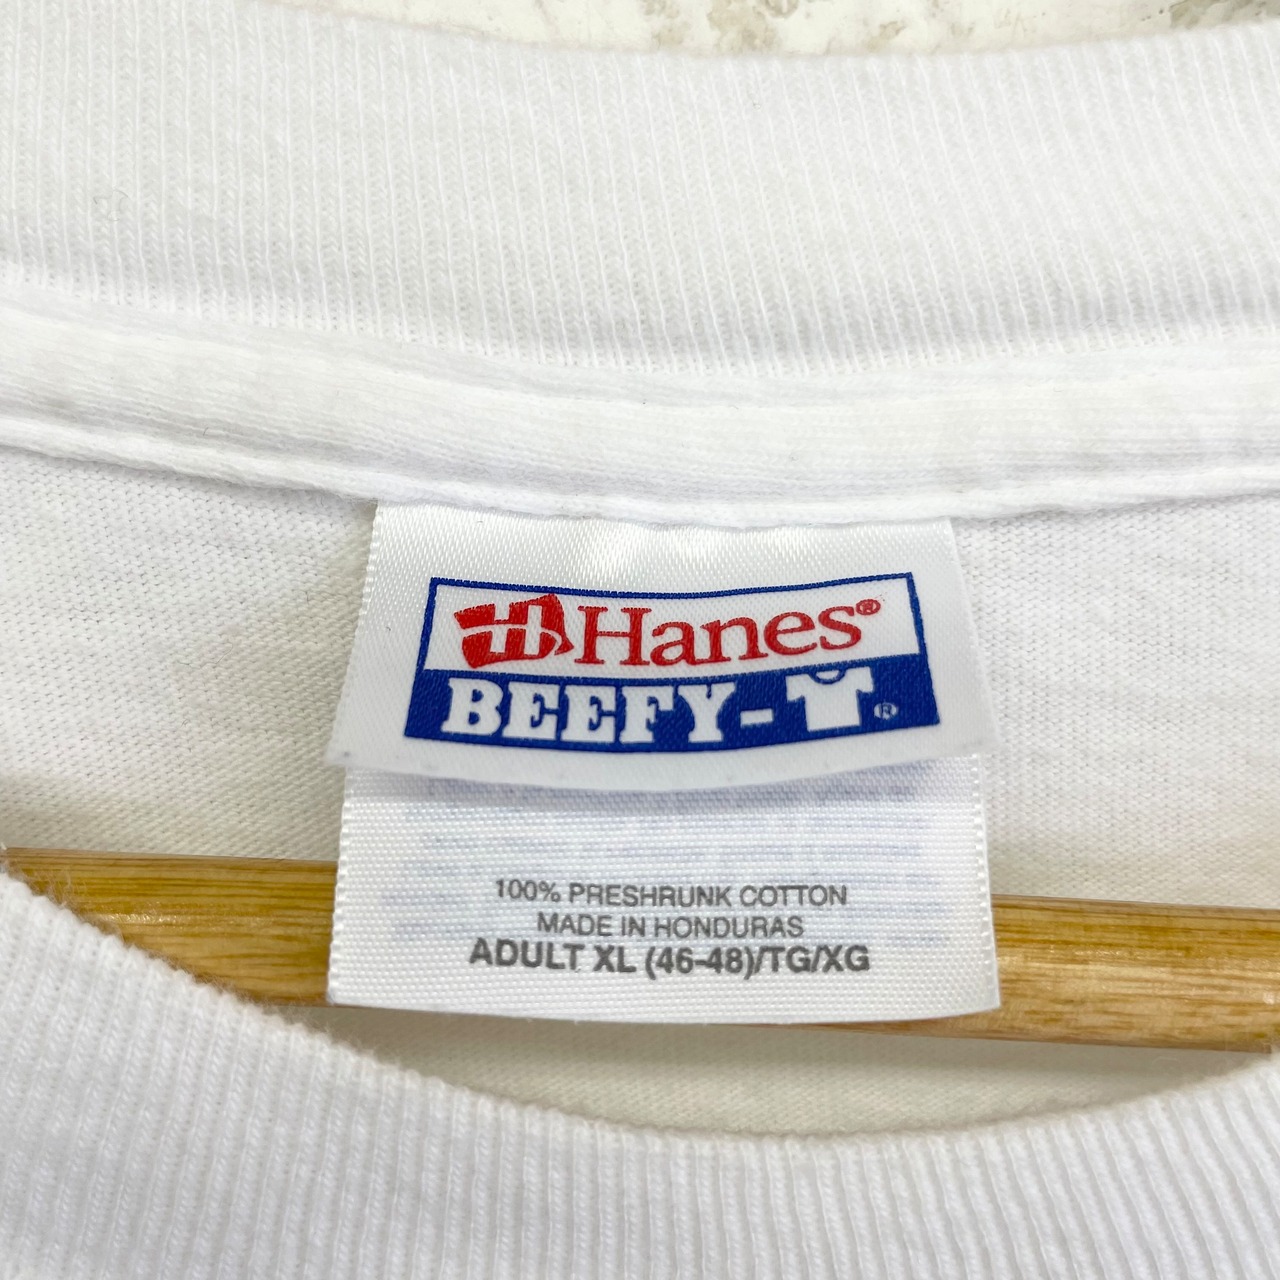 H Hanes®
BEEFY-®
100% PRESHRUNK COTTON
MADE IN HONDURAS
ADULT XL (46-48)/TG/XG